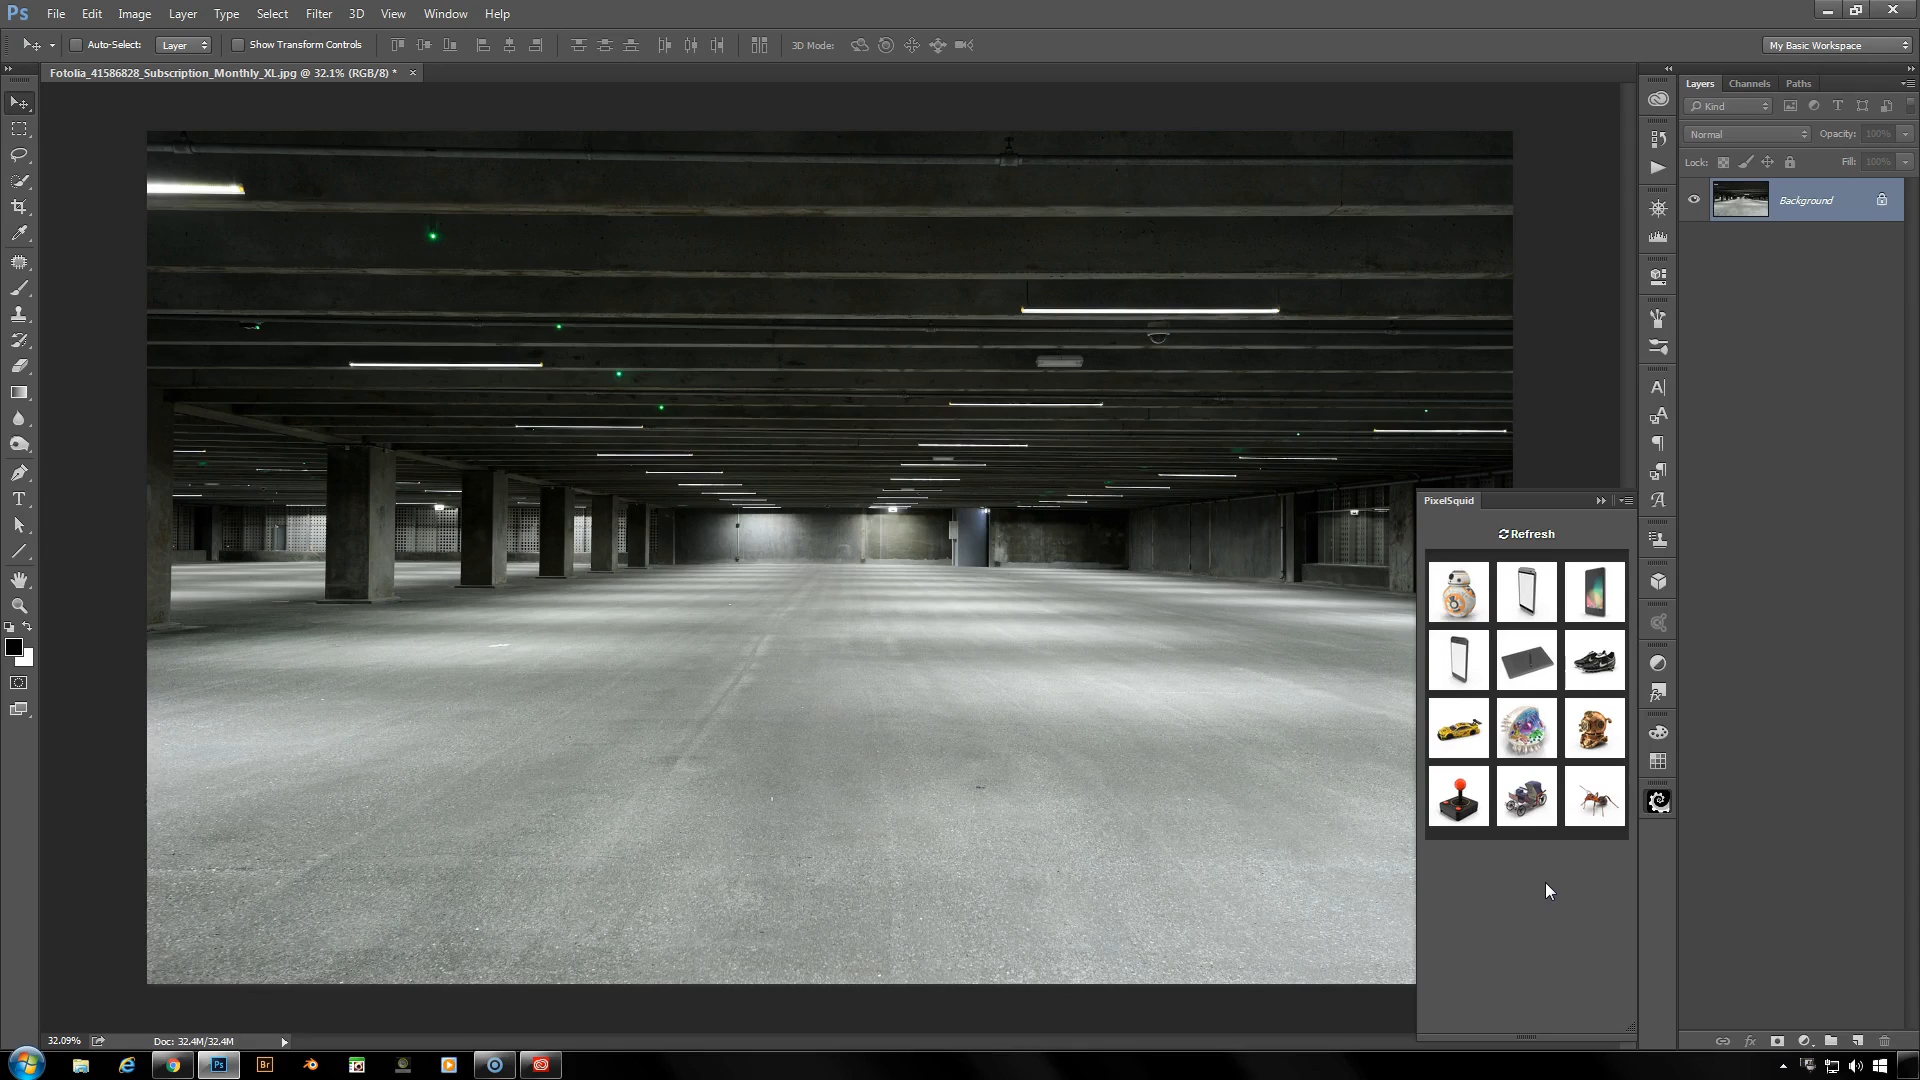 Ps File Edit Image Layer Type Select Filter 3D View Window Help
Auto-Select: Layer Show Transform Controls 3D Mode: My Basic Workspace
Fotolia_41586828_Subscription_Monthly_XL.jpg @ 32.1% (RGB/8) *
Layers Channels Paths
Kind
Normal Opacity: 100%
Lock: Fill: 100%
Background
PixelSquid
Refresh
32.09% Doc: 32.4M/32.4M
Ps Br